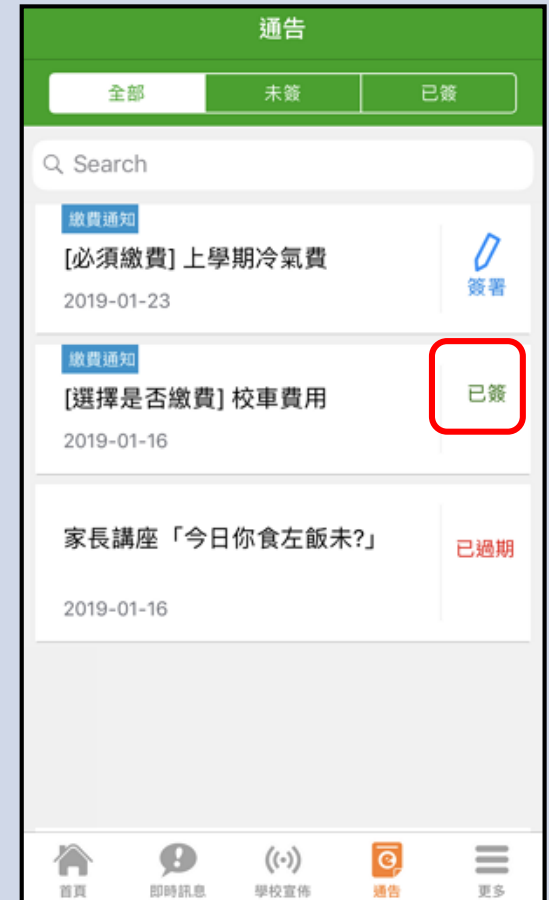 通告
全部 未簽 已簽
Search
繳費通知
[必須繳費] 上學期冷氣費
簽署
2019-01-23
繳費通知
[選擇是否繳費] 校車費用
已簽
2019-01-16
家長講座「今日你食左飯未?」
已過期
2019-01-16
首頁 即時訊息 學校宣佈 通告 更多